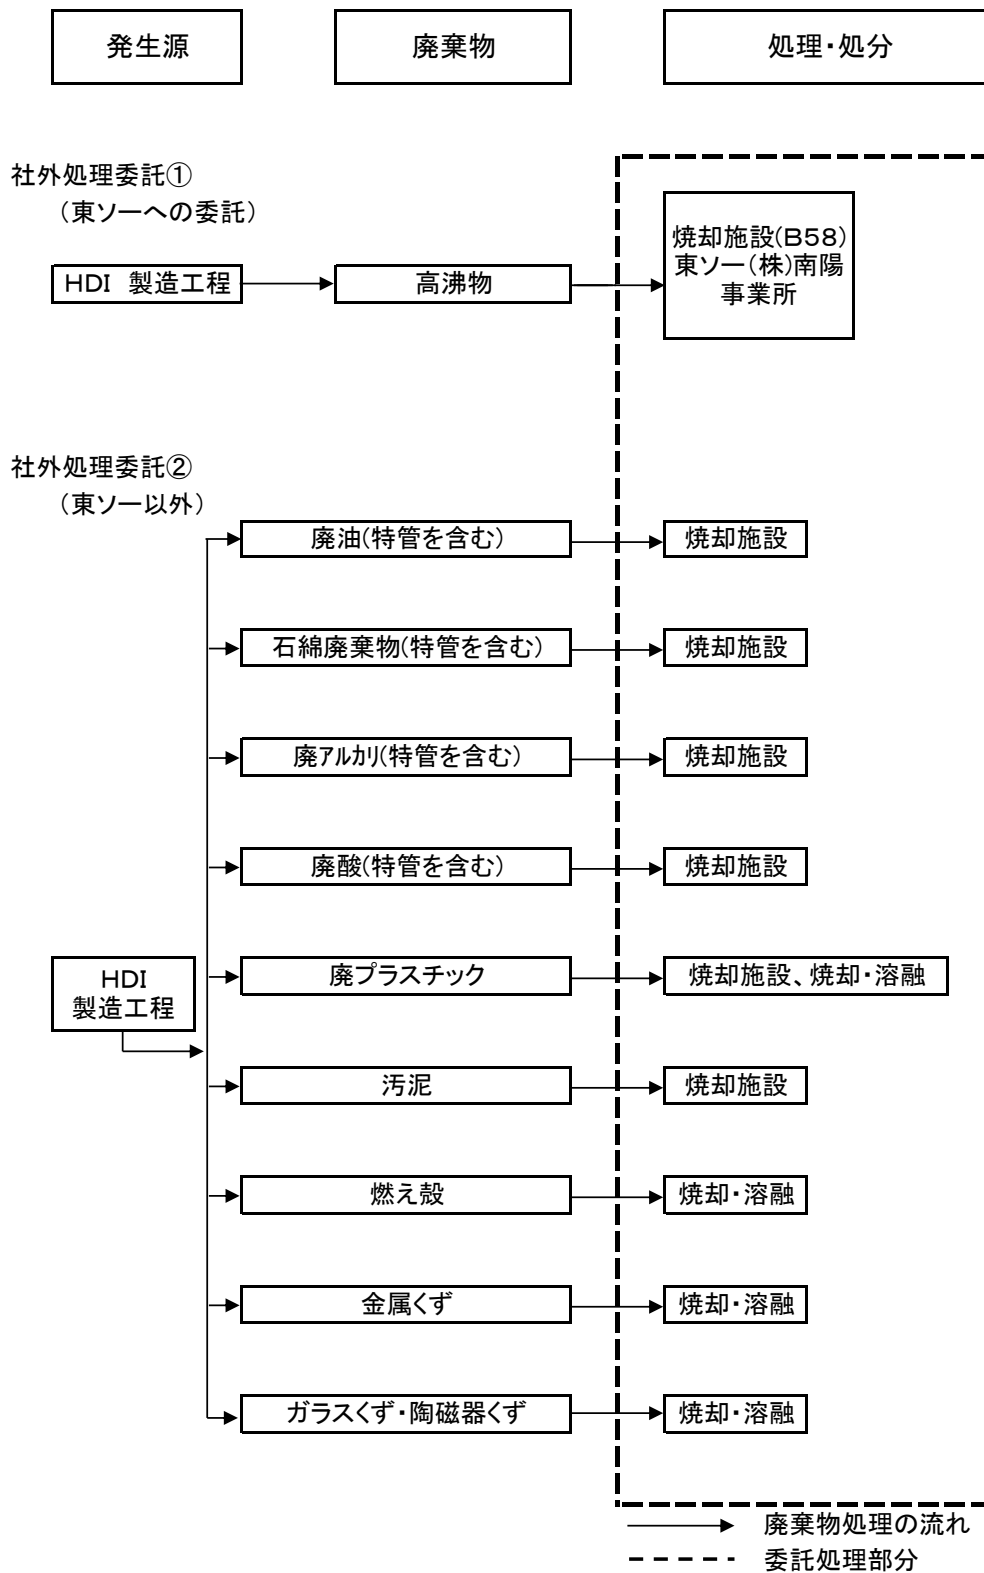 発生源
廃棄物
処理・処分
社外処理委託①
(東ソーへの委託)
HDI 製造工程
高沸物
焼却施設(B58)
東ソー(株)南陽
事業所
社外処理委託②
(東ソー以外)
廃油(特管を含む)
焼却施設
石綿廃棄物(特管を含む)
焼却施設
廃アルカリ(特管を含む)
焼却施設
廃酸(特管を含む)
焼却施設
HDI
製造工程
廃プラスチック
焼却施設、焼却・溶融
汚泥
焼却施設
燃え殻
焼却・溶融
金属くず
焼却・溶融
ガラスくず・陶磁器くず
焼却・溶融
廃棄物処理の流れ
委託処理部分